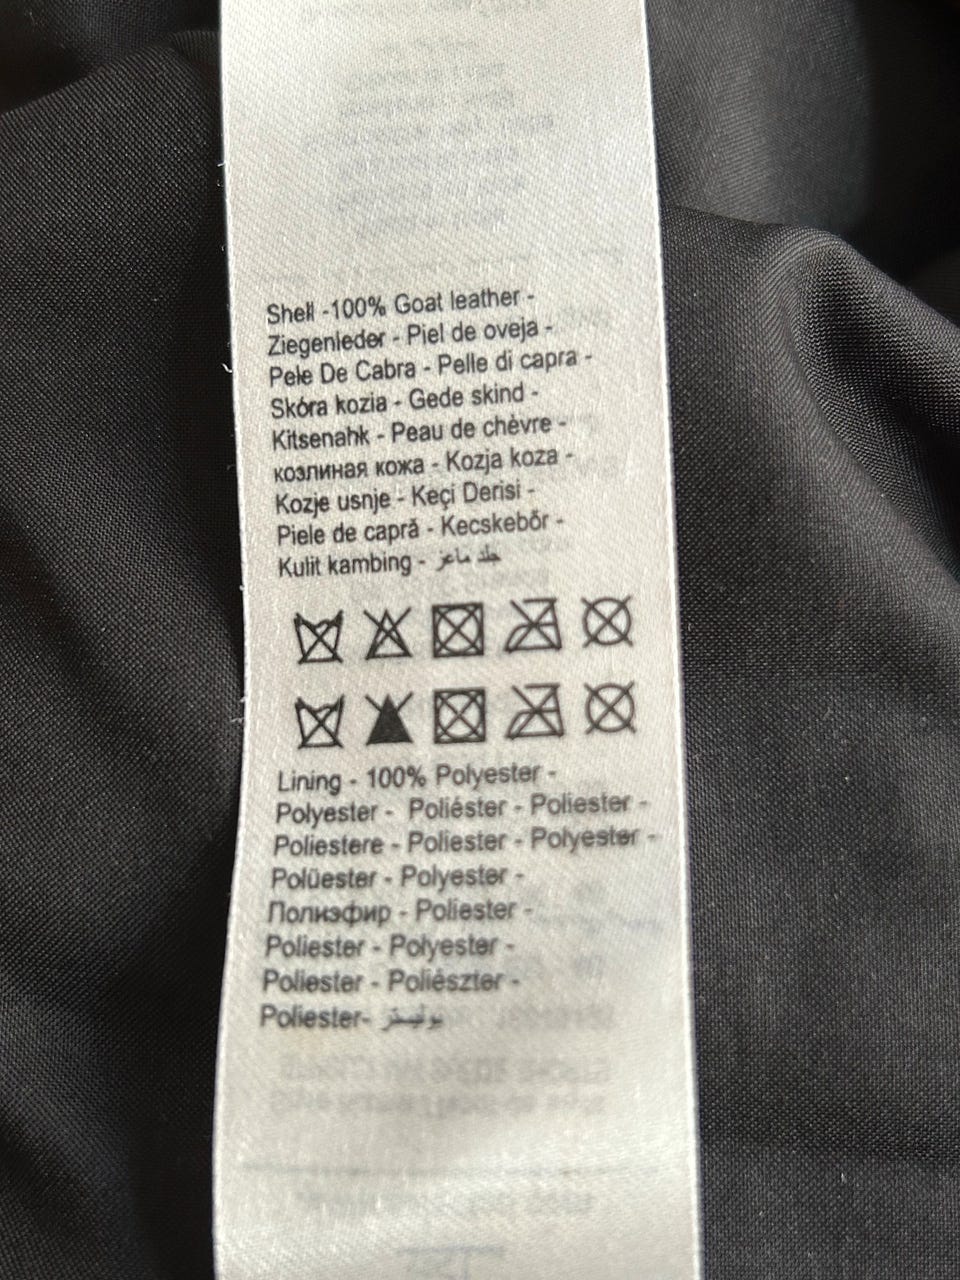 Shell -100% Goat leather -
Ziegenleder - Piel de oveja -
Pele De Cabra - Pelle di capra -
Skóra kozia - Gede skind -
Kitsenahk - Peau de chèvre -
козлиная кожа - Kozja koza -
Kozje usnje - Keçi Derisi -
Piele de capră - Kecskebőr -
Kulit kambing - جلد ماعز
Lining - 100% Polyester -
Polyester - Poliéster - Poliester -
Poliestere - Poliester - Polyester -
Polüester - Polyester -
Полиэфир - Poliester -
Poliester - Polyester -
Poliester - Poliészter -
Poliester- بوليستر